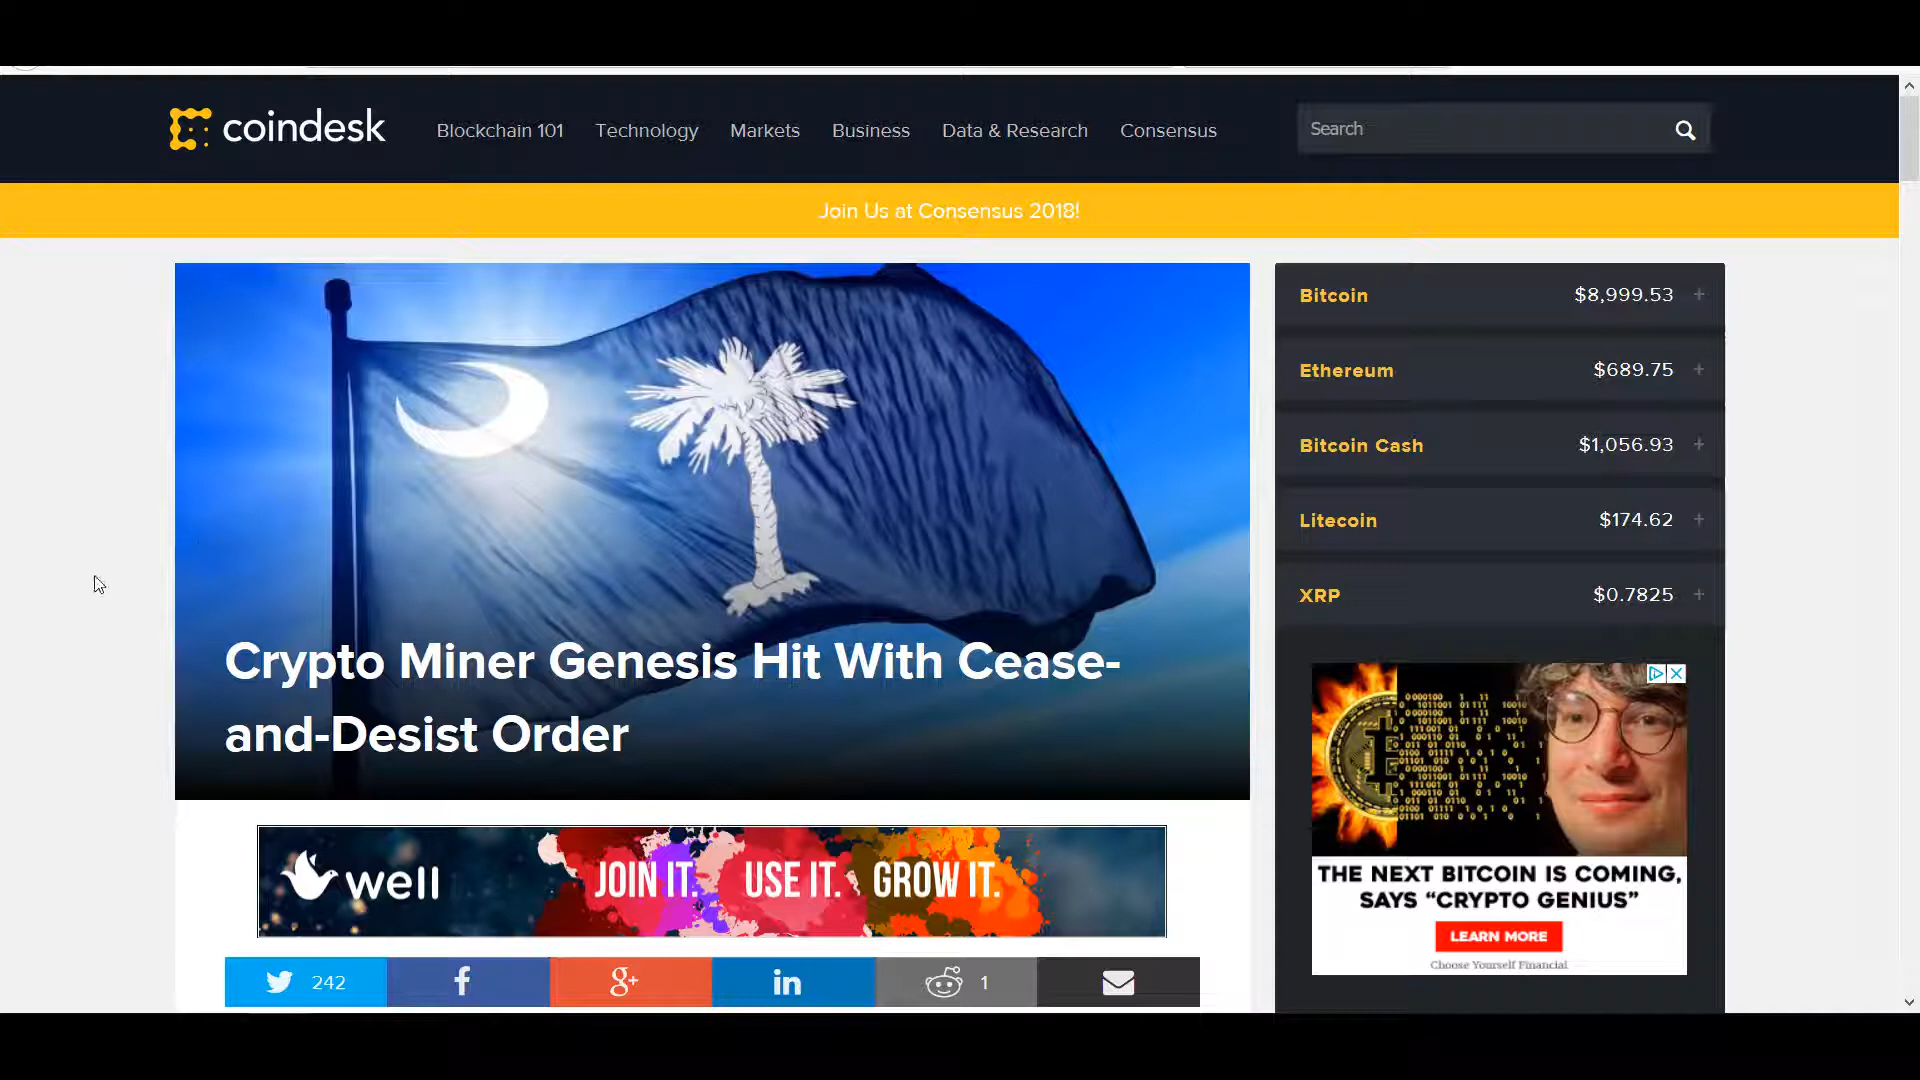 coindesk
Blockchain 101
Technology
Markets
Business
Data & Research
Consensus
Search
Join Us at Consensus 2018!
Crypto Miner Genesis Hit With Cease-
and-Desist Order
Bitcoin $8,999.53 +
Ethereum $689.75 +
Bitcoin Cash $1,056.93 +
Litecoin $174.62 +
XRP $0.7825 +
THE NEXT BITCOIN IS COMING,
SAYS “CRYPTO GENIUS”
LEARN MORE
Choose Yourself Financial
well
JOIN IT. USE IT. GROW IT.
242
f
g+
in
1